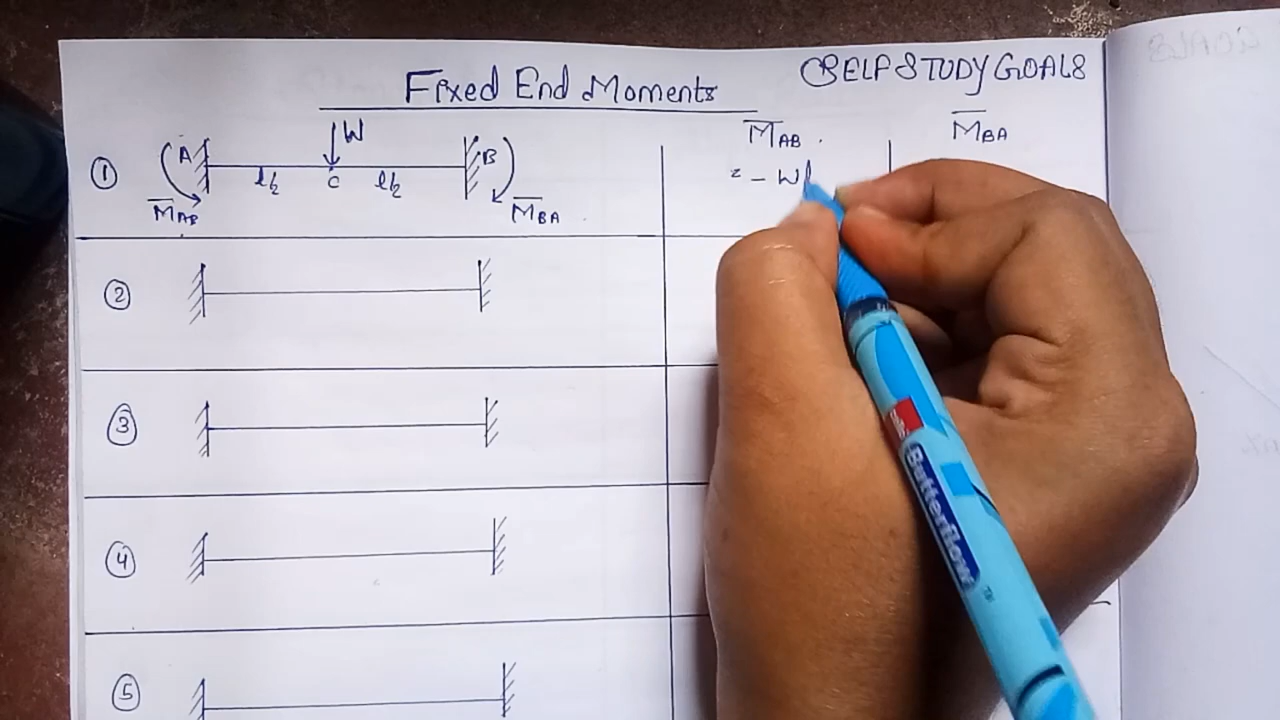 Fixed End Moments
SELF STUDY GOALS
M̅AB
M̅BA
① A W B
l/2 C l/2
M̅AB M̅BA
= - Wl
②
③
④
⑤
Butterflow